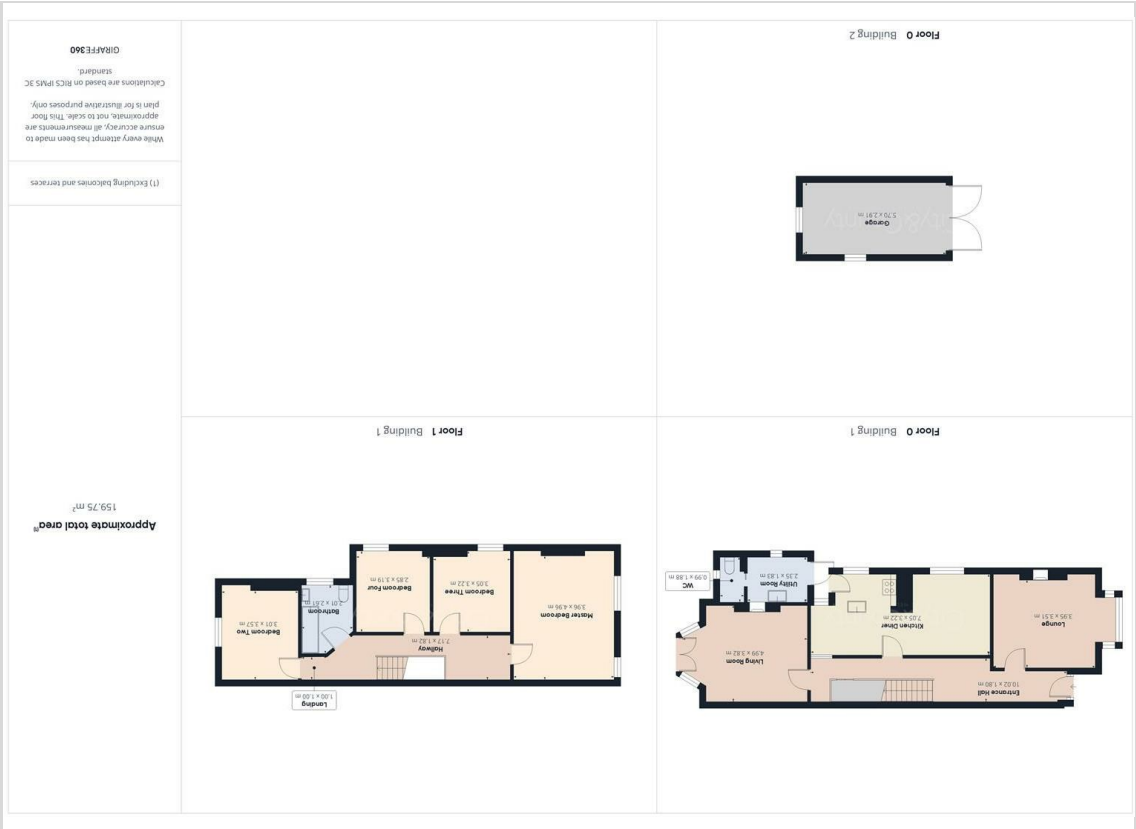 Entrance Hall
10.02 x 1.80 m
Lounge
3.95 x 3.51 m
Kitchen Diner
7.05 x 3.22 m
Living Room
4.99 x 3.82 m
Utility Room
2.35 x 1.83 m
WC
0.99 x 1.88 m
Floor 0 Building 1
Landing
1.00 x 1.09 m
Hallway
7.17 x 1.82 m
Master Bedroom
3.96 x 4.96 m
Bedroom Three
3.05 x 3.22 m
Bedroom Four
2.85 x 3.19 m
Bathroom
2.01 x 2.61 m
Bedroom Two
3.01 x 3.57 m
Floor 1 Building 1
Garage
5.70 x 2.91 m
City&County
Floor 0 Building 2
Approximate total area(1)
159.75 m²
(1) Excluding balconies and terraces
While every attempt has been made to
ensure accuracy, all measurements are
approximate, not to scale. This floor
plan is for illustrative purposes only.
Calculations are based on RICS IPMS 3C
standard.
GIRAFFE360